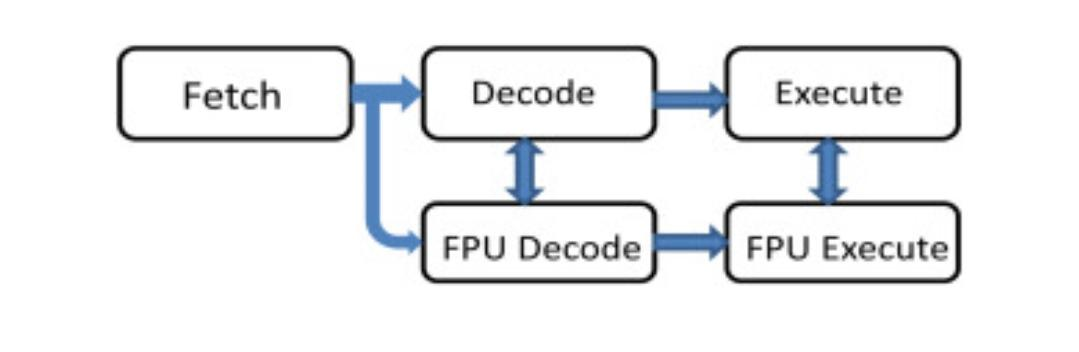 Fetch
Decode
Execute
FPU Decode
FPU Execute